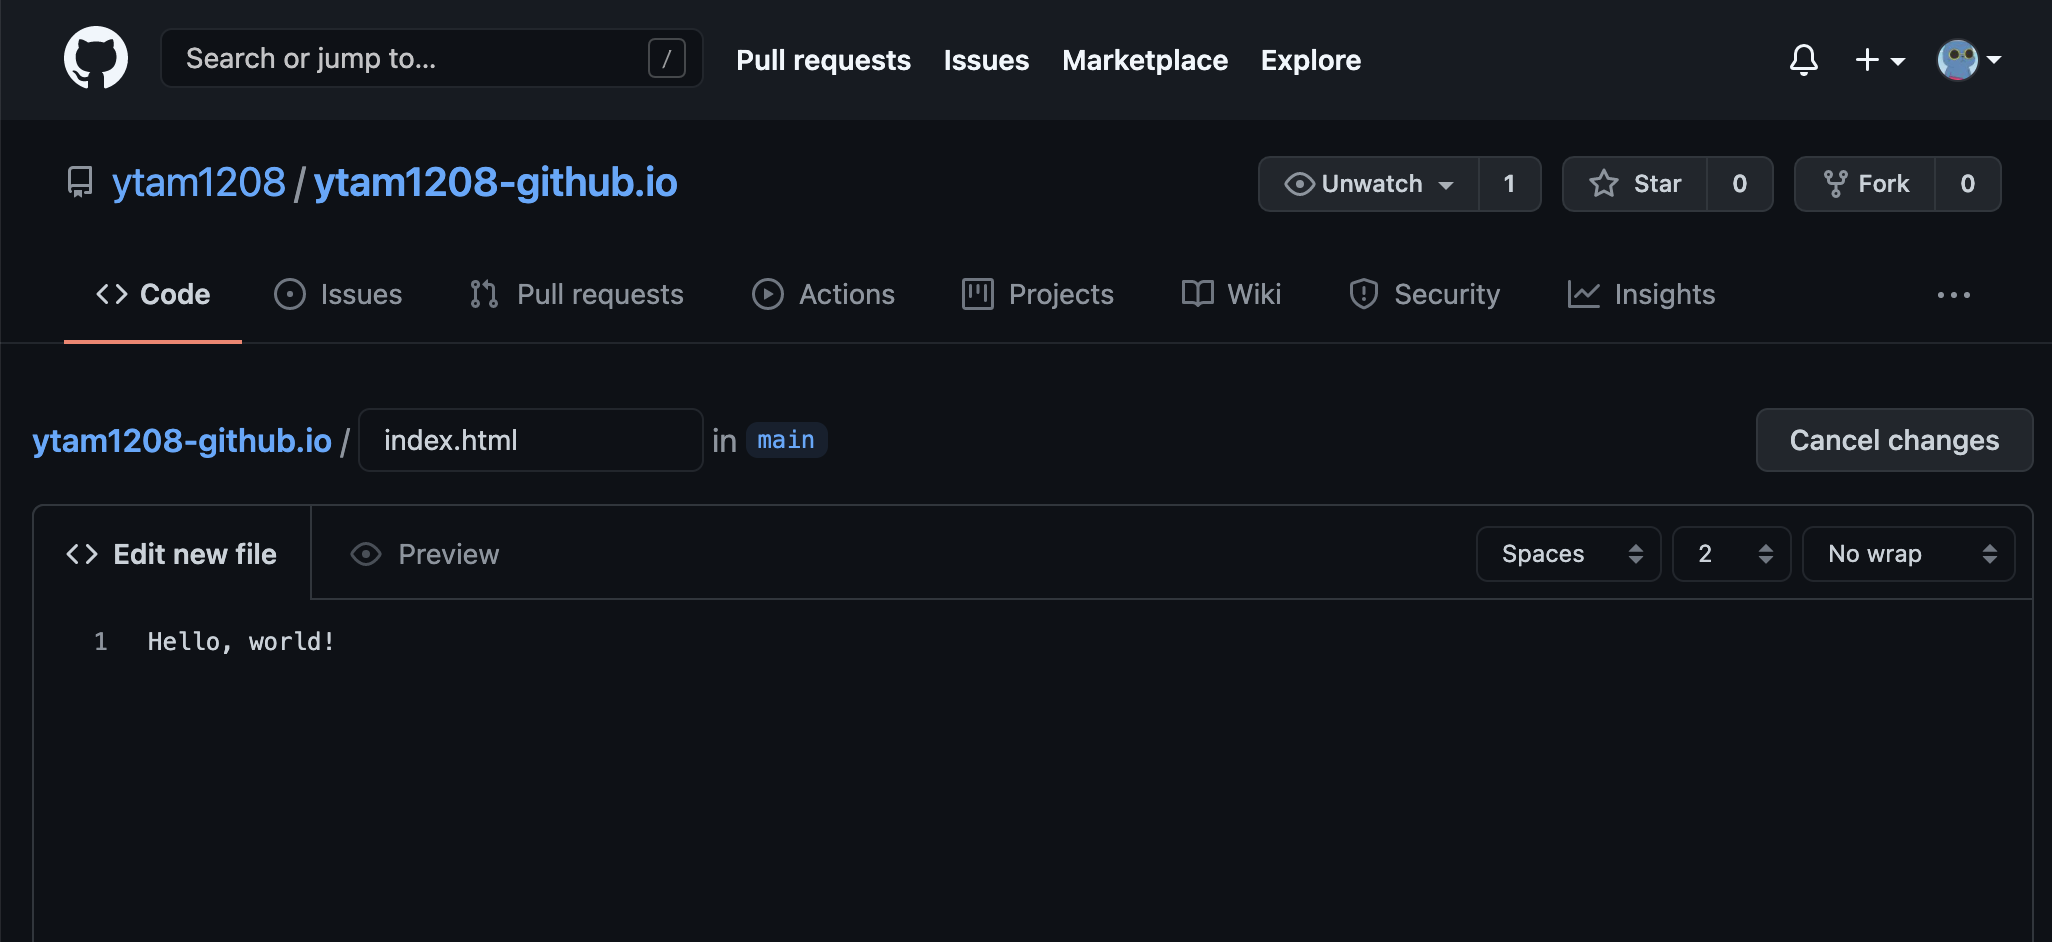 Search or jump to... / Pull requests Issues Marketplace Explore
ytam1208 / ytam1208-github.io Unwatch 1 Star 0 Fork 0
Code Issues Pull requests Actions Projects Wiki Security Insights
ytam1208-github.io / index.html in main Cancel changes
Edit new file Preview Spaces 2 No wrap
1 Hello, world!